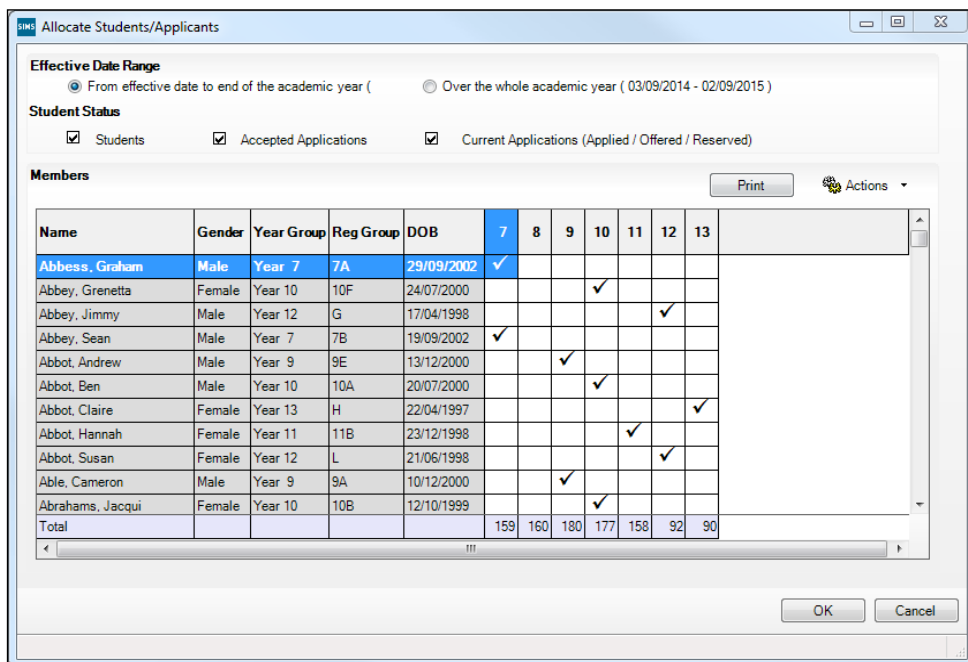 SIMS Allocate Students/Applicants
Effective Date Range
From effective date to end of the academic year ( Over the whole academic year ( 03/09/2014 - 02/09/2015 )
Student Status
Students Accepted Applications Current Applications (Applied / Offered / Reserved)
Members
Print Actions
Name Gender Year Group Reg Group DOB 7 8 9 10 11 12 13
Abbess, Graham Male Year 7 7A 29/09/2002 ✓
Abbey, Grenetta Female Year 10 10F 24/07/2000 ✓
Abbey, Jimmy Male Year 12 G 17/04/1998 ✓
Abbey, Sean Male Year 7 7B 19/09/2002 ✓
Abbot, Andrew Male Year 9 9E 13/12/2000 ✓
Abbot, Ben Male Year 10 10A 20/07/2000 ✓
Abbot, Claire Female Year 13 H 22/04/1997 ✓
Abbot, Hannah Female Year 11 11B 23/12/1998 ✓
Abbot, Susan Female Year 12 L 21/06/1998 ✓
Able, Cameron Male Year 9 9A 10/12/2000 ✓
Abrahams, Jacqui Female Year 10 10B 12/10/1999 ✓
Total 159 160 180 177 158 92 90
OK Cancel